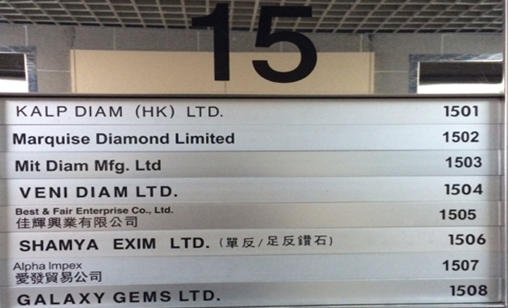 15
KALP DIAM (HK) LTD. 1501
Marquise Diamond Limited 1502
Mit Diam Mfg. Ltd 1503
VENI DIAM LTD. 1504
Best & Fair Enterprise Co., Ltd.
佳輝興業有限公司 1505
SHAMYA EXIM LTD. (單反/足反鑽石) 1506
Alpha Impex
愛發貿易公司 1507
GALAXY GEMS LTD. 1508